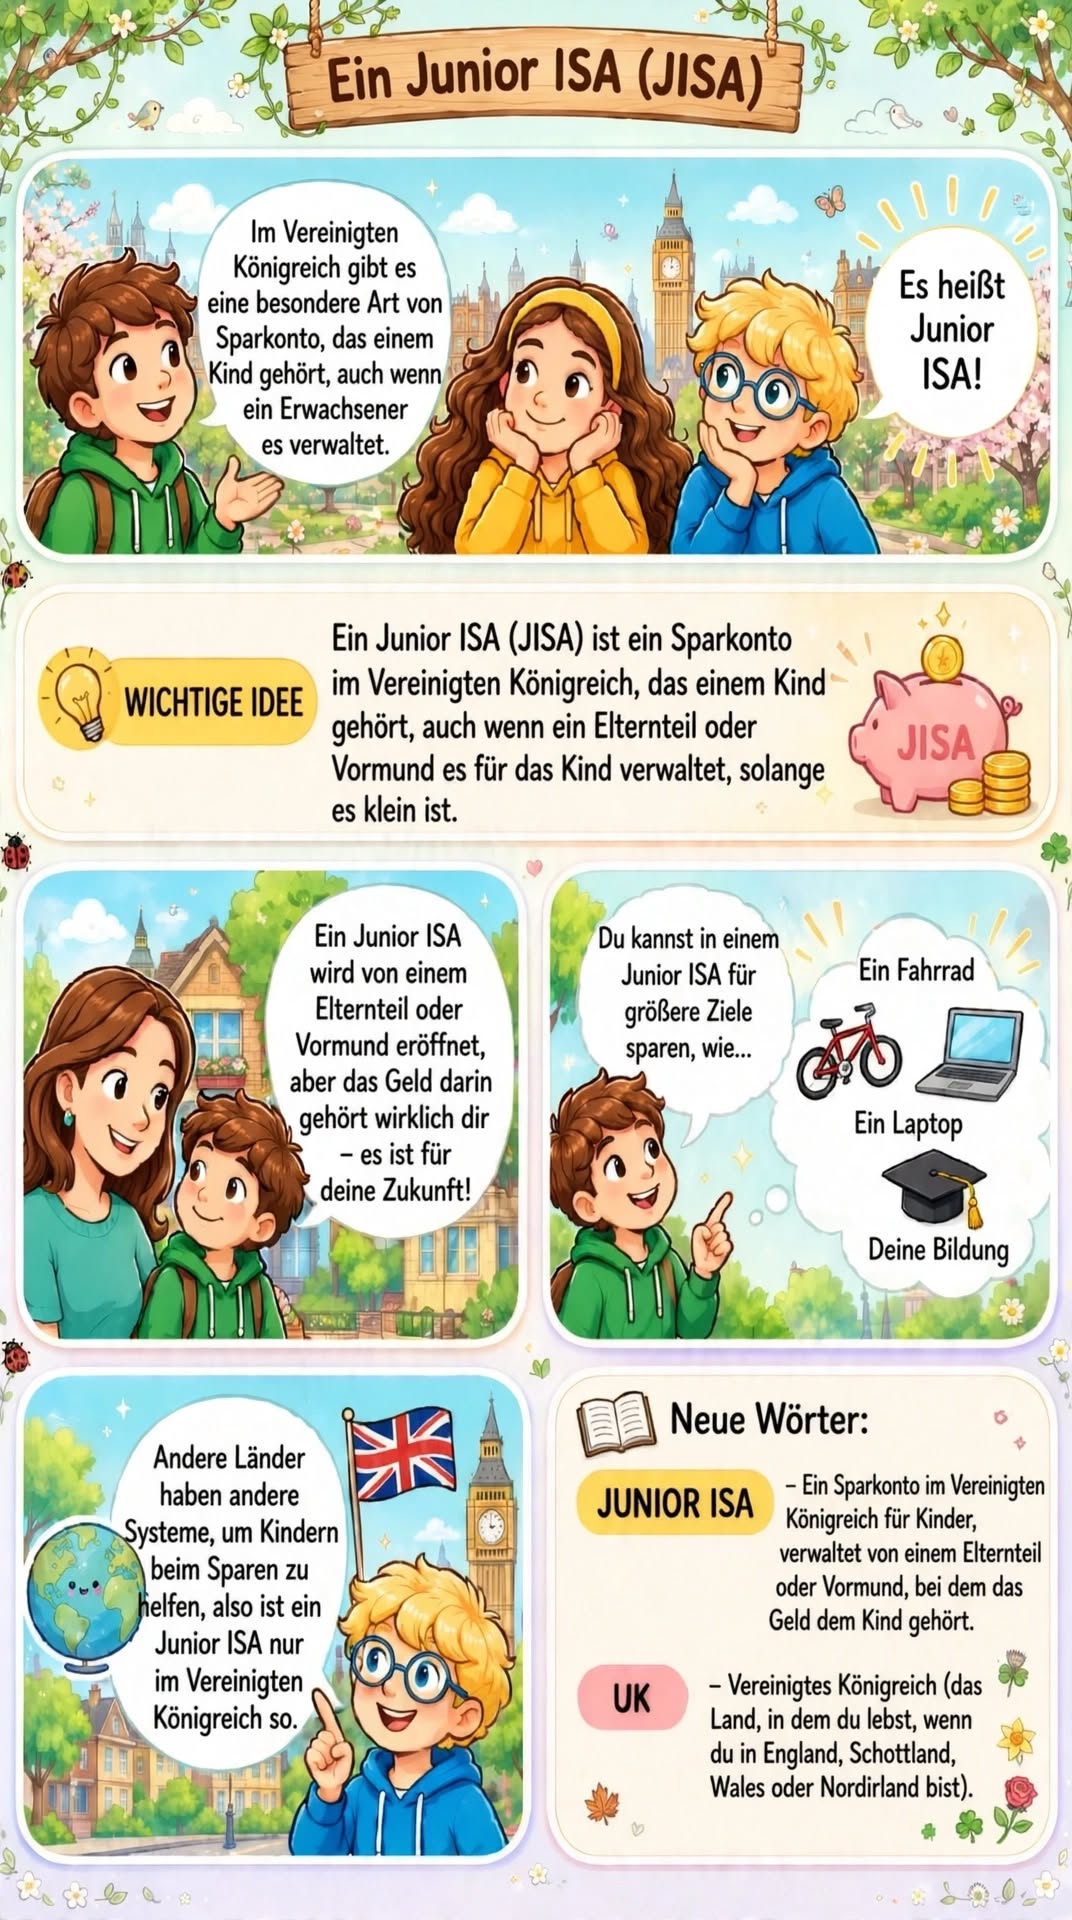 Ein Junior ISA (JISA)
Im Vereinigten
Königreich gibt es
eine besondere Art von
Sparkonto, das einem
Kind gehört, auch wenn
ein Erwachsener
es verwaltet.
Es heißt
Junior
ISA!
WICHTIGE IDEE
Ein Junior ISA (JISA) ist ein Sparkonto
im Vereinigten Königreich, das einem Kind
gehört, auch wenn ein Elternteil oder
Vormund es für das Kind verwaltet, solange
es klein ist.
JISA
Ein Junior ISA
wird von einem
Elternteil oder
Vormund eröffnet,
aber das Geld darin
gehört wirklich dir
– es ist für
deine Zukunft!
Du kannst in einem
Junior ISA für
größere Ziele
sparen, wie...
Ein Fahrrad
Ein Laptop
Deine Bildung
Andere Länder
haben andere
Systeme, um Kindern
beim Sparen zu
helfen, also ist ein
Junior ISA nur
im Vereinigten
Königreich so.
Neue Wörter:
JUNIOR ISA
– Ein Sparkonto im Vereinigten
Königreich für Kinder,
verwaltet von einem Elternteil
oder Vormund, bei dem das
Geld dem Kind gehört.
UK
– Vereinigtes Königreich (das
Land, in dem du lebst, wenn
du in England, Schottland,
Wales oder Nordirland bist).